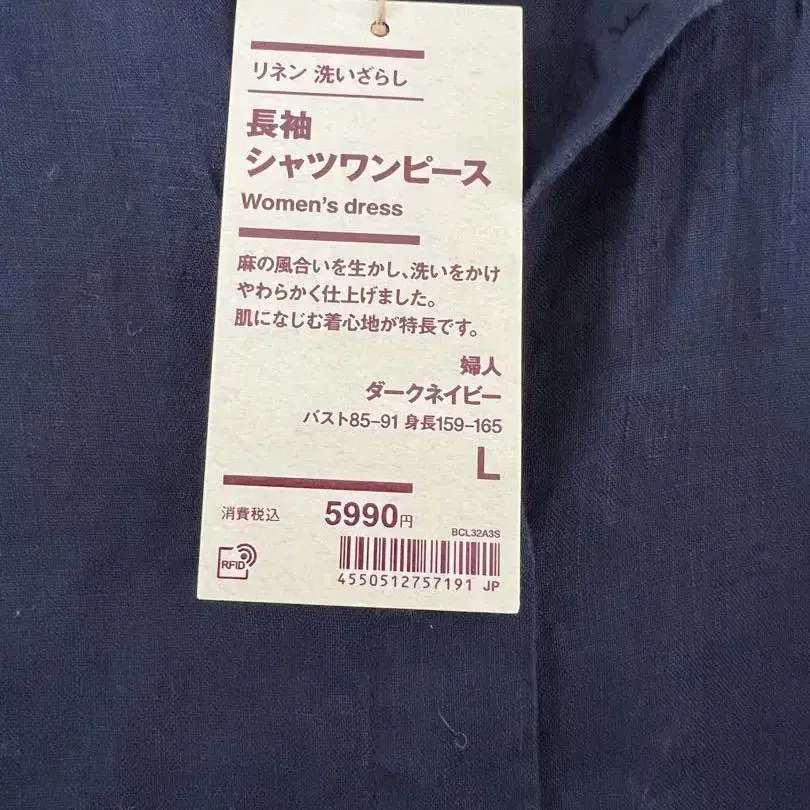 リネン 洗いざらし
長袖
シャツワンピース
Women's dress
麻の風合いを生かし、洗いをかけ
やわらかく仕上げました。
肌になじむ着心地が特長です。
婦人
ダークネイビー
バスト85-91 身長159-165
L
消費税込 5990円
BCL32A3S
RFID
4550512757191 JP